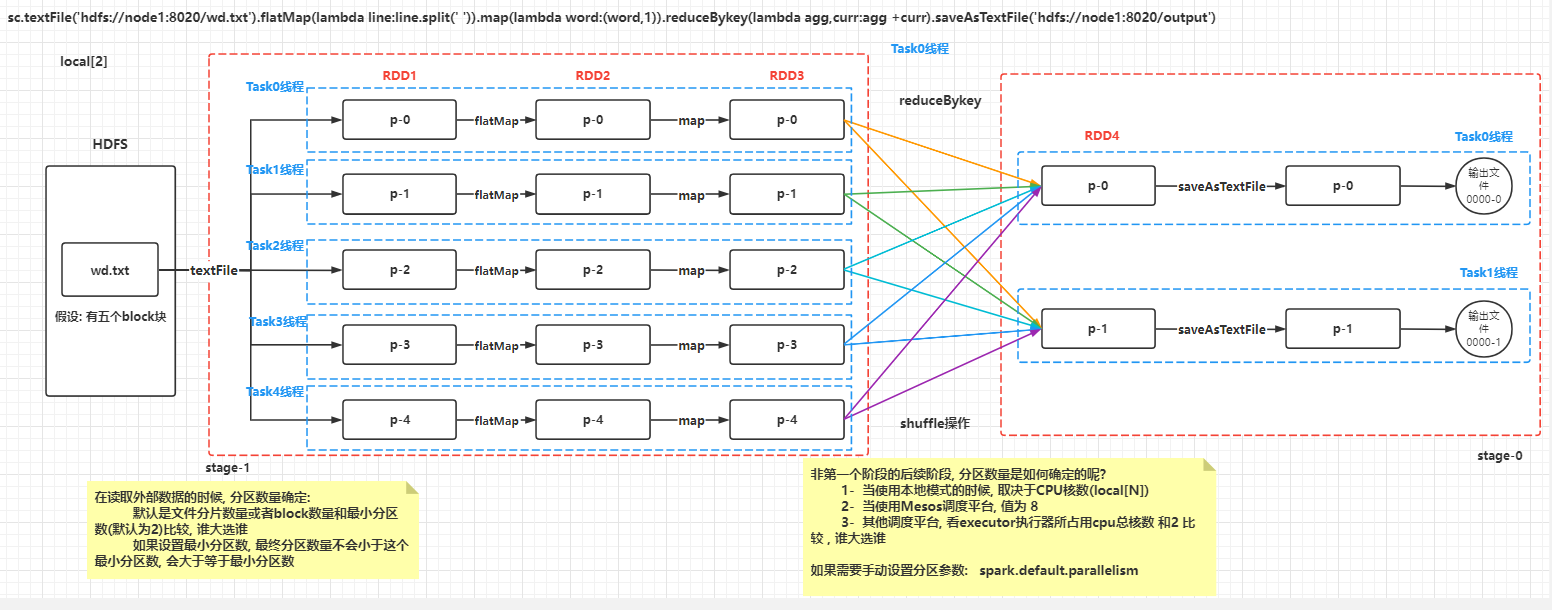 sc.textFile('hdfs://node1:8020/wd.txt').flatMap(lambda line:line.split(' ')).map(lambda word:(word,1)).reduceBykey(lambda agg,curr:agg +curr).saveAsTextFile('hdfs://node1:8020/output')
local[2]
HDFS
wd.txt
假设: 有五个block块
textFile
RDD1
RDD2
RDD3
Task0线程
p-0
flatMap
p-0
map
p-0
Task1线程
p-1
flatMap
p-1
map
p-1
Task2线程
p-2
flatMap
p-2
map
p-2
Task3线程
p-3
flatMap
p-3
map
p-3
Task4线程
p-4
flatMap
p-4
map
p-4
stage-1
Task0线程
reduceBykey
shuffle操作
RDD4
Task0线程
p-0
saveAsTextFile
p-0
输出文
件
0000-0
Task1线程
p-1
saveAsTextFile
p-1
输出文
件
0000-1
stage-0
在读取外部数据的时候, 分区数量确定:
默认是文件分片数量或者block数量和最小分区
数(默认为2)比较, 谁大选谁
如果设置最小分区数, 最终分区数量不会小于这个
最小分区数, 会大于等于最小分区数
非第一个阶段的后续阶段, 分区数量是如何确定的呢?
1- 当使用本地模式的时候, 取决于CPU核数(local[N])
2- 当使用Mesos调度平台, 值为 8
3- 其他调度平台, 看executor执行器所占用cpu总核数 和2 比
较 , 谁大选谁
如果需要手动设置分区参数: spark.default.parallelism